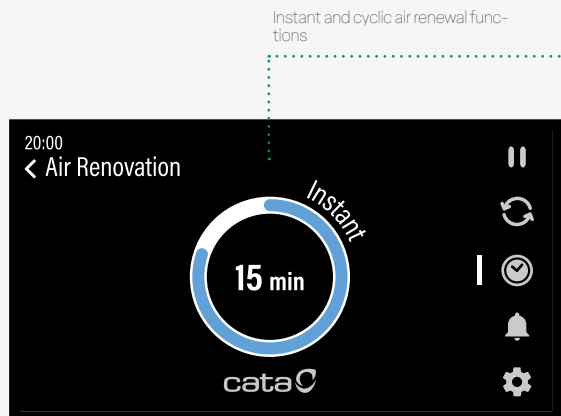 Instant and cyclic air renewal func-
tions
20:00
Air Renovation
Instant
15 min
cata